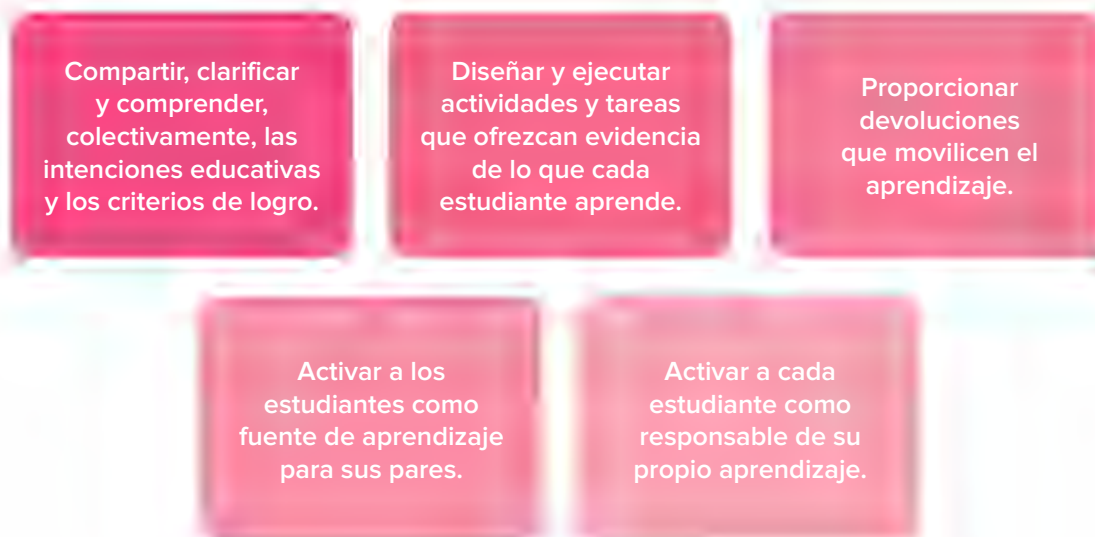 Compartir, clarificar
y comprender,
colectivamente, las
intenciones educativas
y los criterios de logro.
Diseñar y ejecutar
actividades y tareas
que ofrezcan evidencia
de lo que cada
estudiante aprende.
Proporcionar
devoluciones
que movilicen el
aprendizaje.
Activar a los
estudiantes como
fuente de aprendizaje
para sus pares.
Activar a cada
estudiante como
responsable de su
propio aprendizaje.